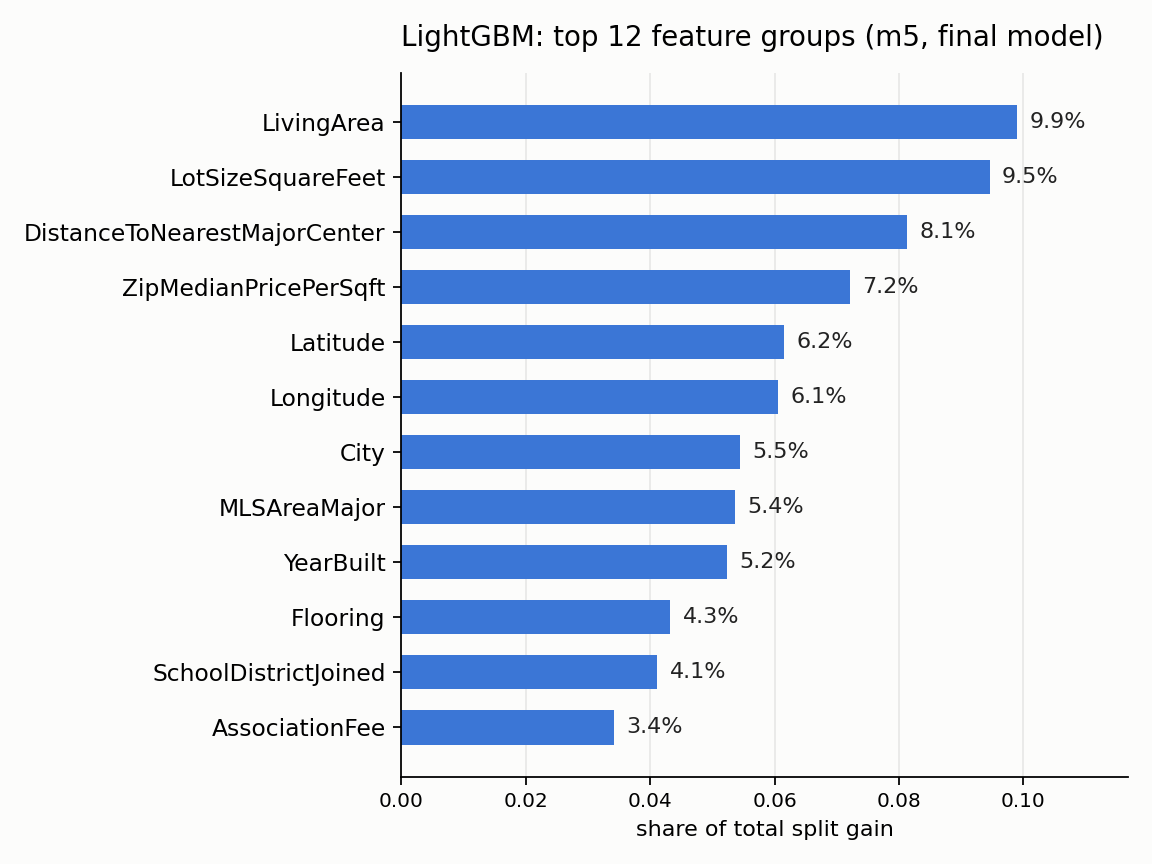 LightGBM: top 12 feature groups (m5, final model)
LivingArea 9.9%
LotSizeSquareFeet 9.5%
DistanceToNearestMajorCenter 8.1%
ZipMedianPricePerSqft 7.2%
Latitude 6.2%
Longitude 6.1%
City 5.5%
MLSAreaMajor 5.4%
YearBuilt 5.2%
Flooring 4.3%
SchoolDistrictJoined 4.1%
AssociationFee 3.4%
0.00 0.02 0.04 0.06 0.08 0.10
share of total split gain